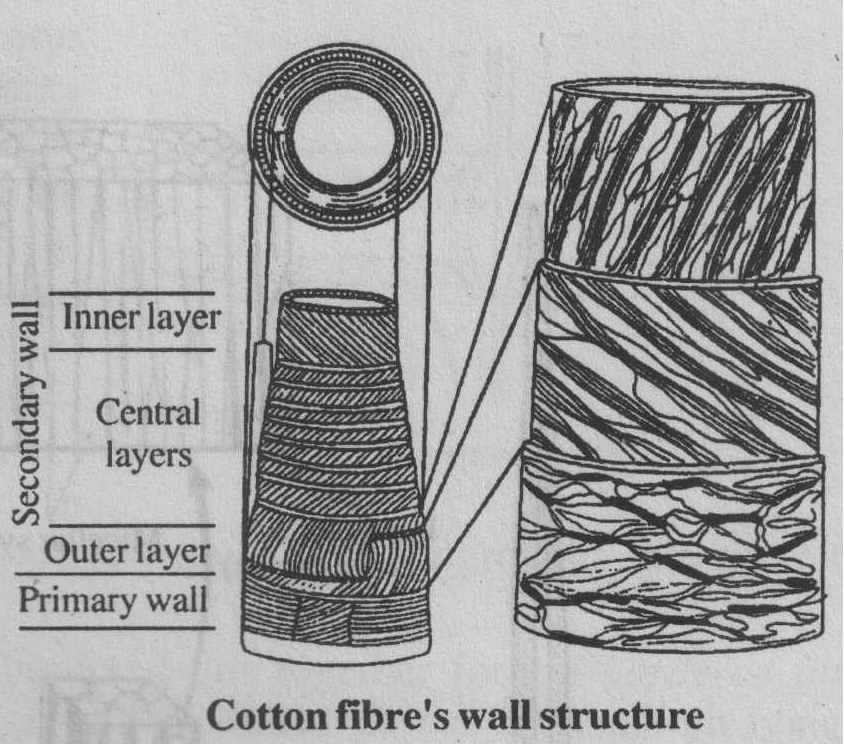 Secondary wall
Inner layer
Central
layers
Outer layer
Primary wall
Cotton fibre's wall structure